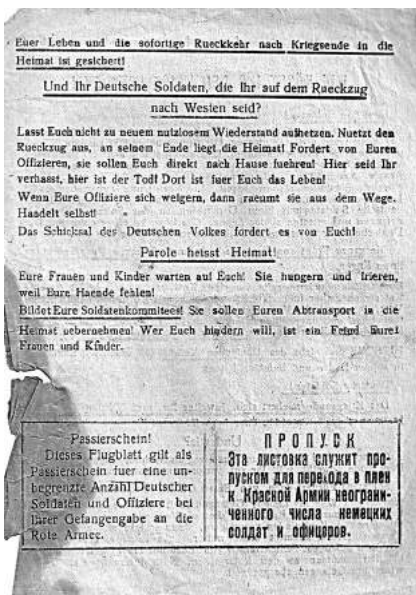 Euer Leben und die sofortige Rueckkehr nach Kriegsende in die
Heimat ist gesichert!
Und Ihr Deutsche Soldaten, die Ihr auf dem Rueckzug
nach Westen seid?
Lasst Euch nicht zu neuem nutzlosem Wiederstand aufhetzen. Nuetzt den
Rueckzug aus, an seinem Ende liegt die Heimat! Fordert von Euren
Offizieren, sie sollen Euch direkt nach Hause fuehren! Hier seid Ihr
verhasst, hier ist der Tod! Dort ist fuer Euch das Leben!
Wenn Eure Offiziere sich weigern, dann raeumt sie aus dem Wege.
Handelt selbst!
Das Schicksal des Deutschen Volkes fordert es von Euch!
Parole heisst Heimat!
Eure Frauen und Kinder warten auf Euch! Sie hungern und frieren,
weil Eure Haende fehlen!
Bildet Eure Soldatenkommitees! Sie sollen Euren Abtransport in die
Heimat uebernehmen! Wer Euch hindern will, ist ein Feind Eurer
Frauen und Kinder.
Passierschein!
Dieses Flugblatt gilt als
Passierschein fuer eine un-
begrenzte Anzahl Deutscher
Soldaten und Offiziere bei
ihrer Gefangengabe an die
Rote Armee.
ПРОПУСК
Эта листовка служит про-
пуском для перехода в плен
к Красной Армии неограни-
ченного числа немецких
солдат и офицеров.